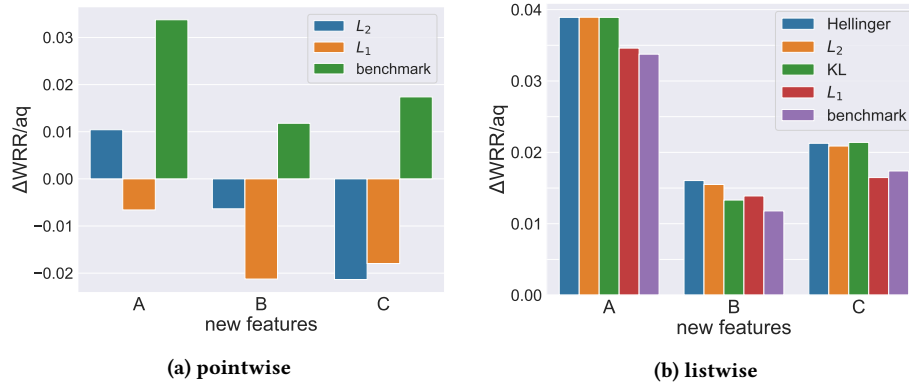 0.03
0.02
0.01
0.00
−0.01
−0.02
ΔWRR/aq
L₂
L₁
benchmark
A
B
C
new features
(a) pointwise
0.04
0.03
0.02
0.01
0.00
ΔWRR/aq
Hellinger
L₂
KL
L₁
benchmark
A
B
C
new features
(b) listwise